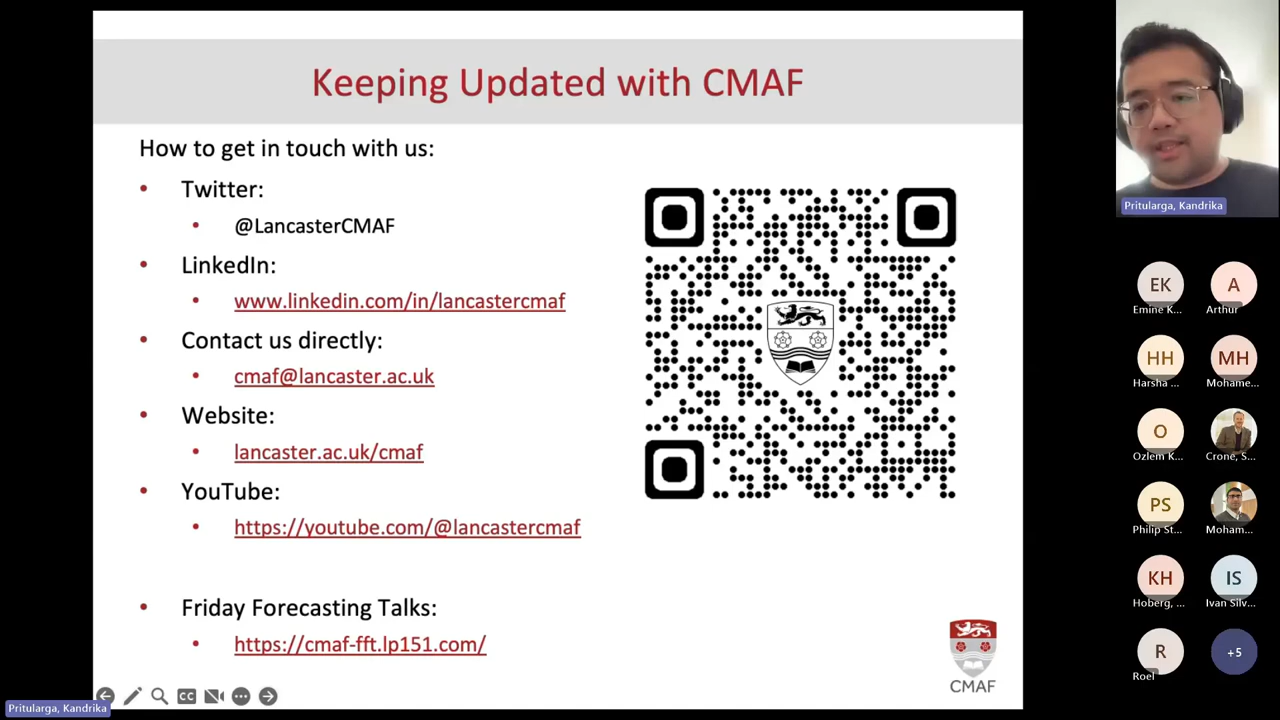 Keeping Updated with CMAF
How to get in touch with us:
• Twitter:
• @LancasterCMAF
• LinkedIn:
• www.linkedin.com/in/lancastercmaf
• Contact us directly:
• cmaf@lancaster.ac.uk
• Website:
• lancaster.ac.uk/cmaf
• YouTube:
• https://youtube.com/@lancastercmaf
• Friday Forecasting Talks:
• https://cmaf-fft.lp151.com/
CMAF
CC
Pritularga, Kandrika
Pritularga, Kandrika
EK
A
Emine K...
Arthur
HH
MH
Harsha ...
Mohame...
O
Ozlem K...
Crone, S...
PS
Philip St...
Moham...
KH
IS
Hoberg, ...
Ivan Silv...
R
+5
Roel